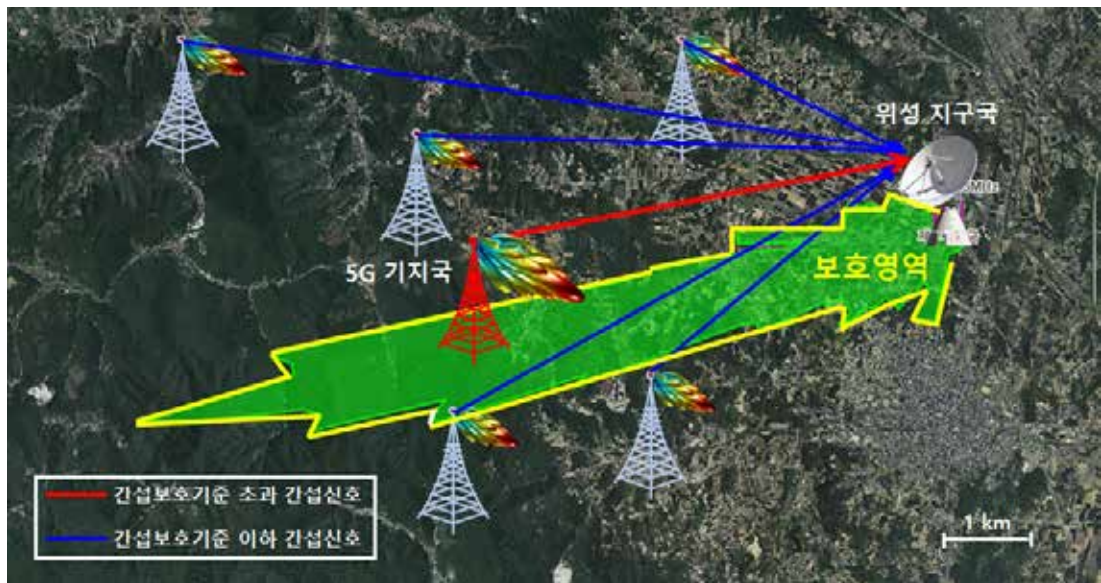 위성 지구국
5G 기지국
보호영역
간섭보호기준 초과 간섭신호
간섭보호기준 이하 간섭신호
1 km